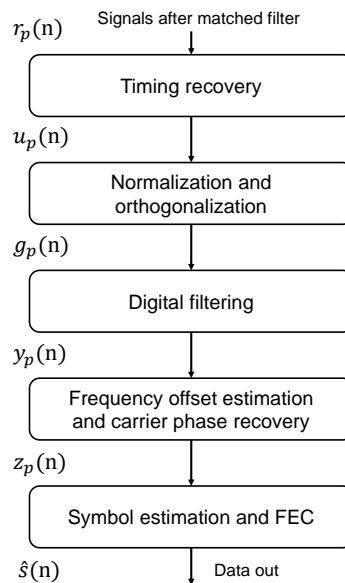 Signals after matched filter
r_p(n)
Timing recovery
u_p(n)
Normalization and
orthogonalization
g_p(n)
Digital filtering
y_p(n)
Frequency offset estimation
and carrier phase recovery
z_p(n)
Symbol estimation and FEC
ŝ(n)
Data out